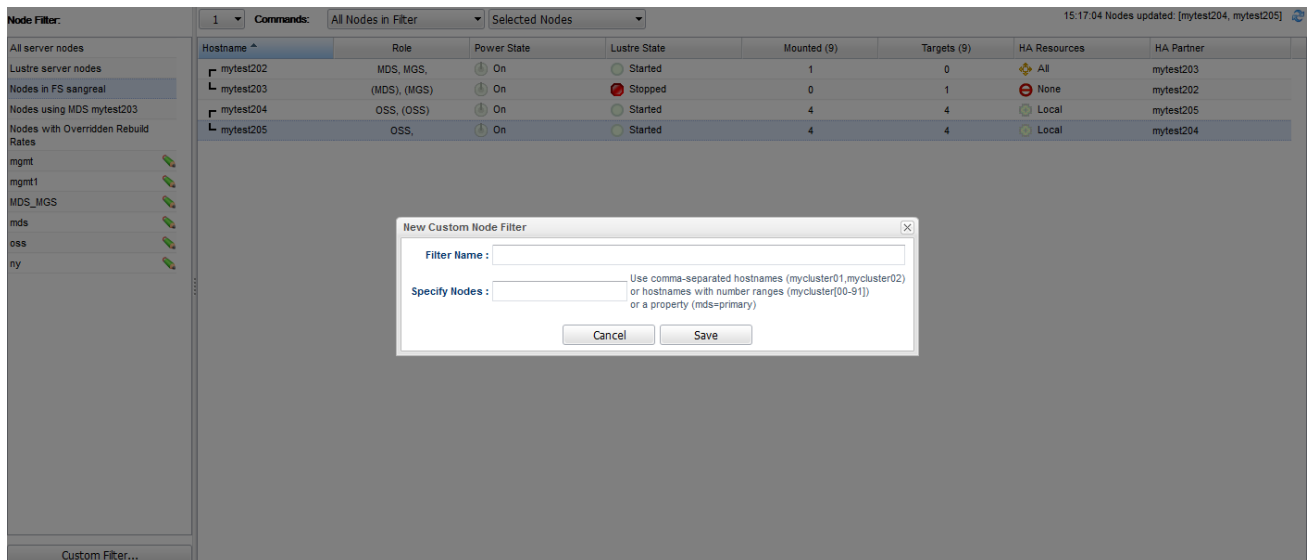 Node Filter:
1 Commands: All Nodes in Filter Selected Nodes
15:17:04 Nodes updated: [mytest204, mytest205]
All server nodes
Lustre server nodes
Nodes in FS sangreal
Nodes using MDS mytest203
Nodes with Overridden Rebuild
Rates
mgmt
mgmt1
MDS_MGS
mds
oss
ny
Custom Filter...
Hostname Role Power State Lustre State Mounted (9) Targets (9) HA Resources HA Partner
mytest202 MDS, MGS, On Started 1 0 All mytest203
mytest203 (MDS), (MGS) On Stopped 0 1 None mytest202
mytest204 OSS, (OSS) On Started 4 4 Local mytest205
mytest205 OSS, On Started 4 4 Local mytest204
New Custom Node Filter
Filter Name :
Specify Nodes :
Use comma-separated hostnames (mycluster01,mycluster02)
or hostnames with number ranges (mycluster[00-91])
or a property (mds=primary)
Cancel Save